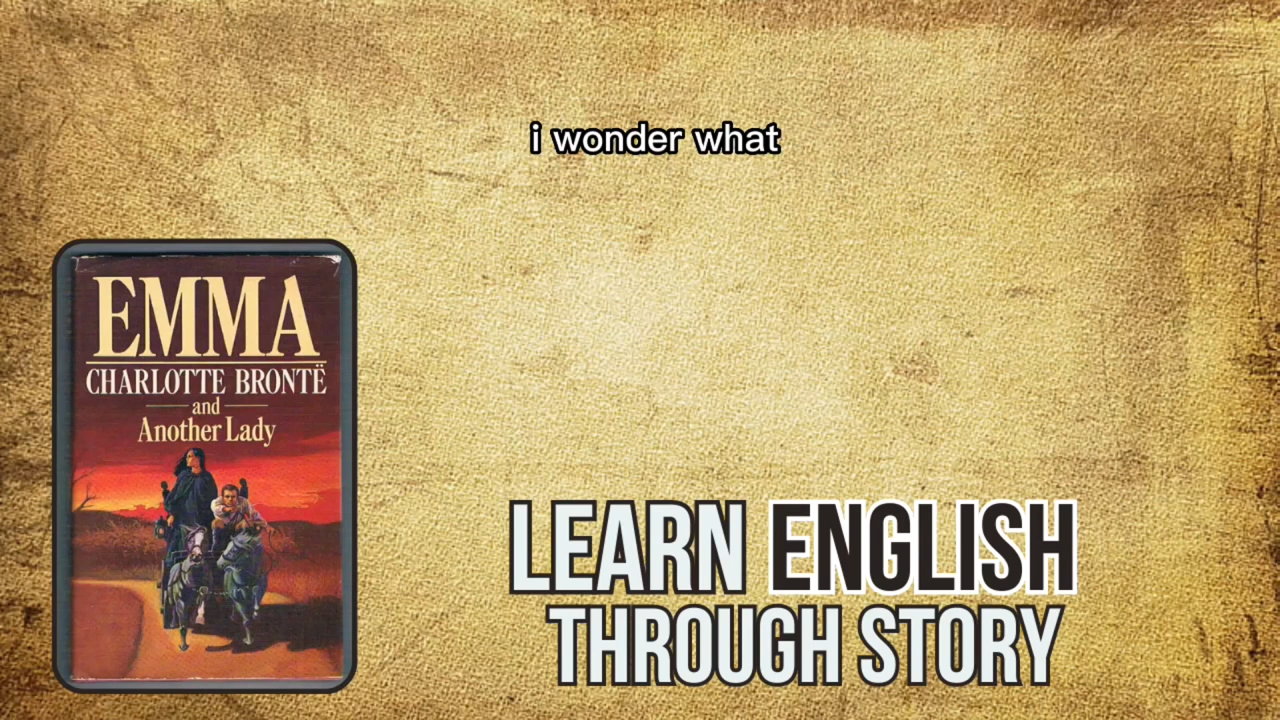 i wonder what
EMMA
CHARLOTTE BRONTË
and
Another Lady
LEARN ENGLISH
THROUGH STORY